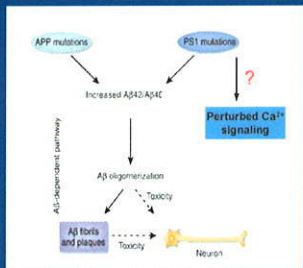 APP mutations
PS1 mutations
?
Increased Aβ42/Aβ40
Perturbed Ca²⁺
signaling
Aβ-dependent pathway
Aβ oligomerization
Toxicity
Aβ fibrils
and plaques
Toxicity
Neuron